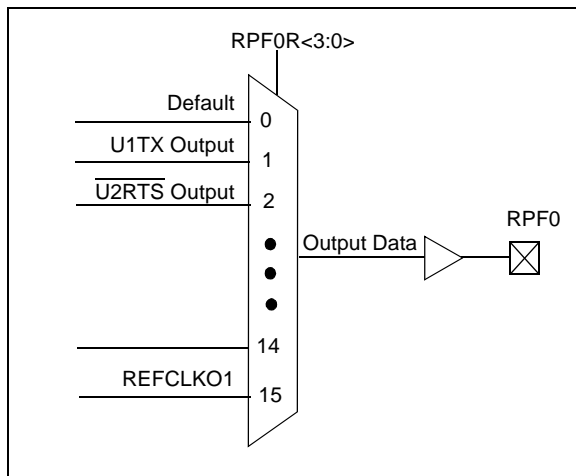 RPF0R<3:0>
Default
0
U1TX Output
1
U2RTS Output
2
RPF0
Output Data
14
REFCLKO1
15